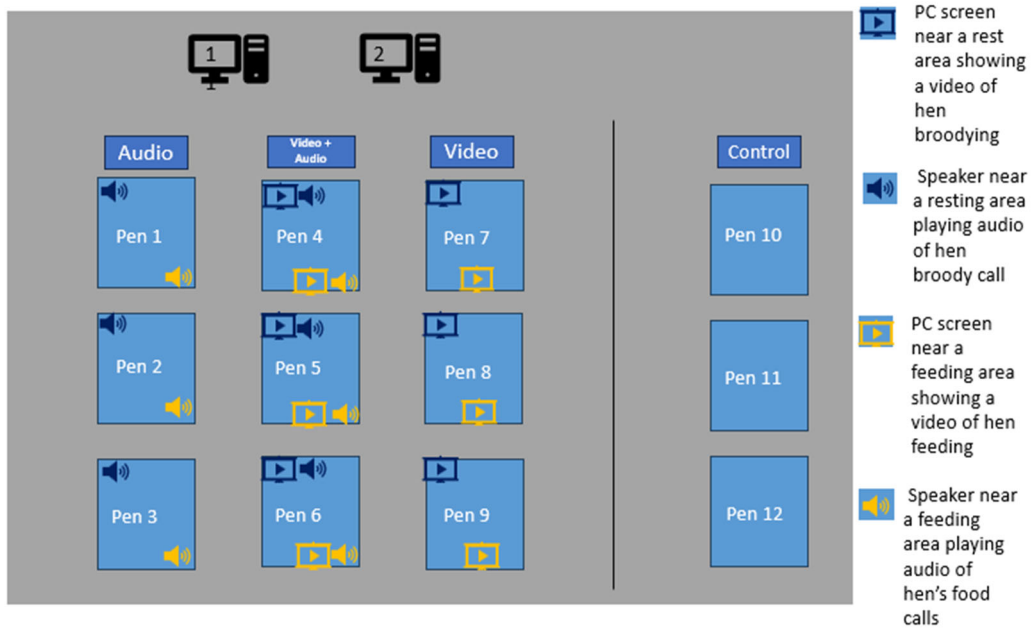 1
1
2
Audio
Video +
Audio
Video
Control
Pen 1
Pen 4
Pen 7
Pen 10
Pen 2
Pen 5
Pen 8
Pen 11
Pen 3
Pen 6
Pen 9
Pen 12
PC screen
near a rest
area showing
a video of
hen
broodying
Speaker near
a resting area
playing audio
of hen
broody call
PC screen
near a
feeding area
showing a
video of hen
feeding
Speaker near
a feeding
area playing
audio of
hen's food
calls